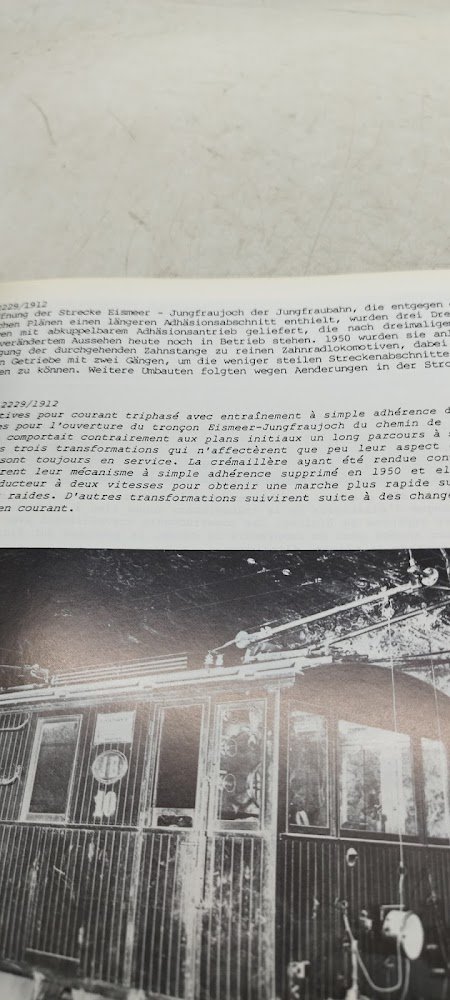 2229/1912
fnung der Strecke Eismeer - Jungfraujoch der Jungfraubahn, die entgegen
chen Plänen einen längeren Adhäsionsabschnitt enthielt, wurden drei Dre
en mit abkuppelbarem Adhäsionsantrieb geliefert, die nach dreimalige
verändertem Aussehen heute noch in Betrieb stehen. 1950 wurden sie anl
gung der durchgehenden Zahnstange zu reinen Zahnradlokomotiven, dabei
n Getriebe mit zwei Gängen, um die weniger steilen Streckenabschnitte
en zu können. Weitere Umbauten folgten wegen Aenderungen in der Stro
2229/1912
tives pour courant triphasé avec entraînement à simple adhérence d
es pour l'ouverture du tronçon Eismeer-Jungfraujoch du chemin de
comportait contrairement aux plans initiaux un long parcours à s
s trois transformations qui n'affectèrent que peu leur aspect
sont toujours en service. La crémaillère ayant été rendue con
rent leur mécanisme à simple adhérence supprimé en 1950 et el
ducteur à deux vitesses pour obtenir une marche plus rapide su
raides. D'autres transformations suivirent suite à des change
en courant.
10